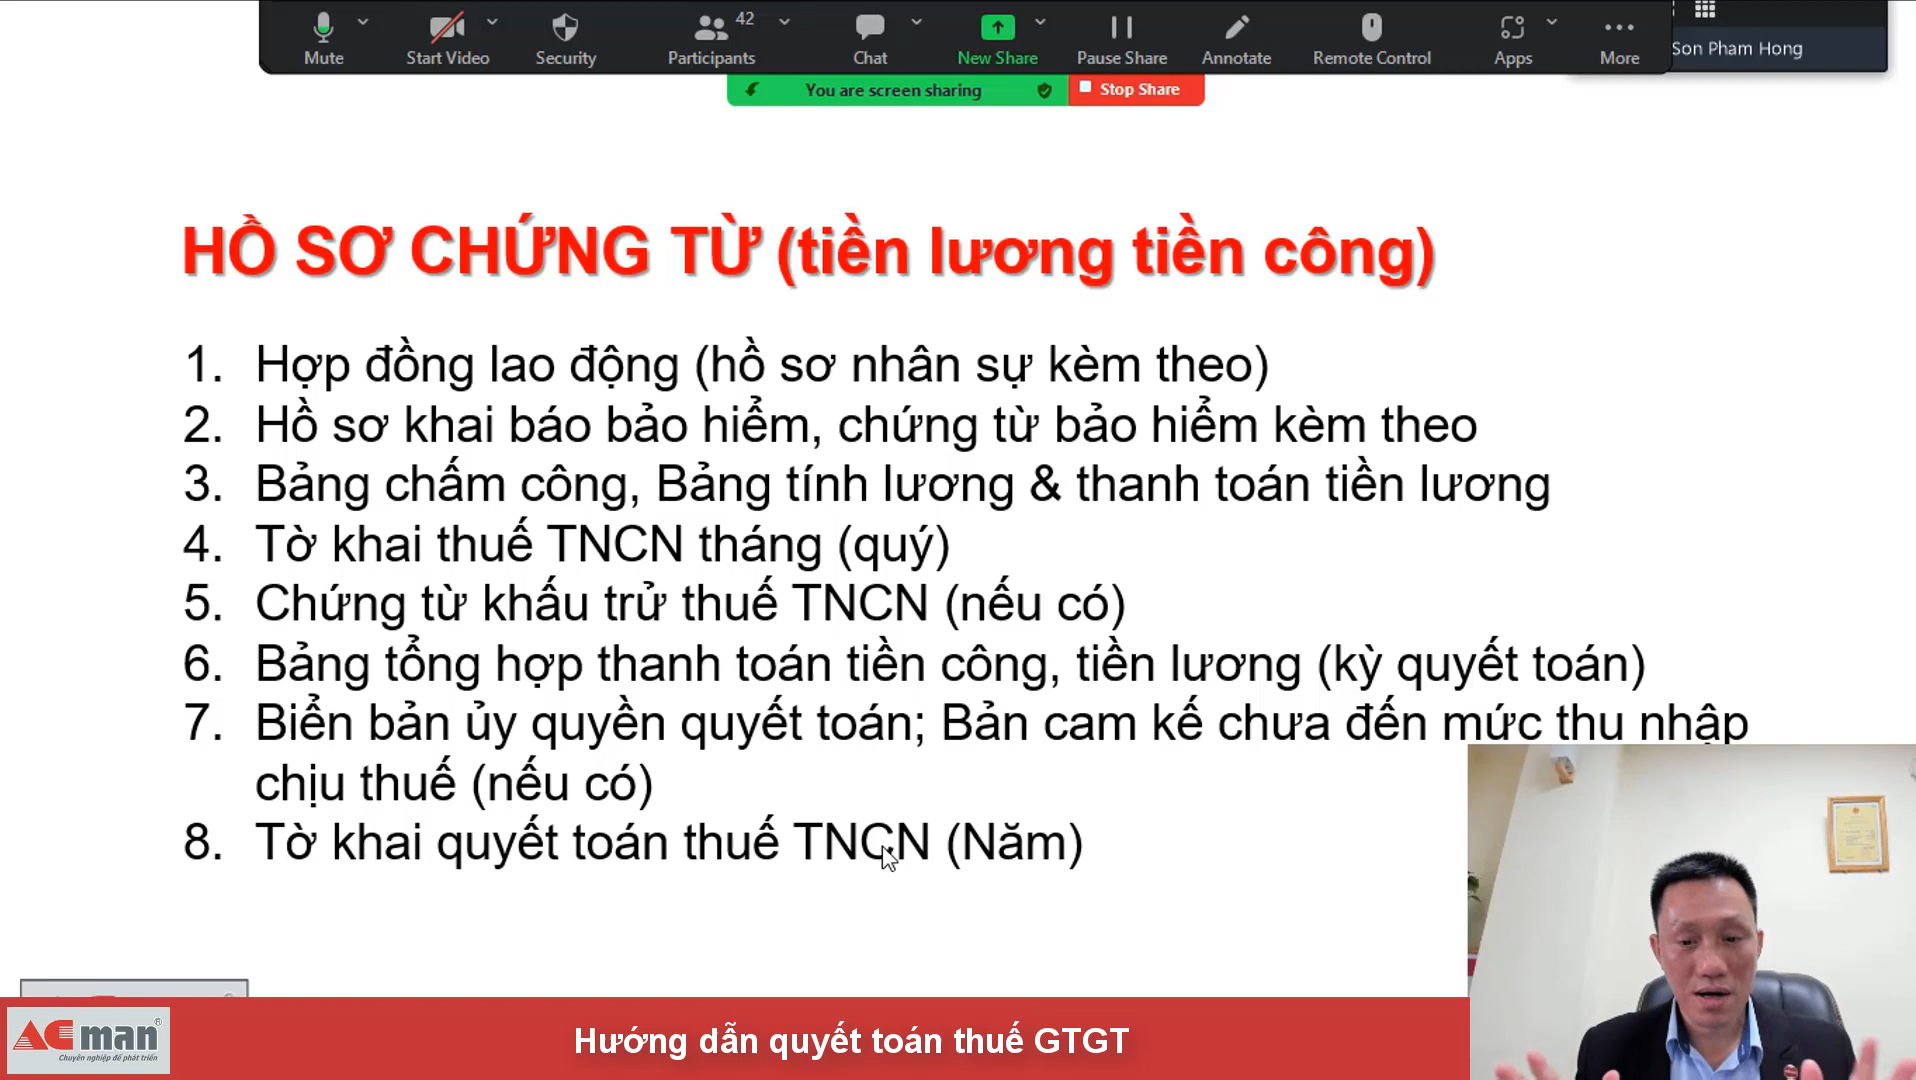 42
Mute
Start Video
Security
Participants
Chat
New Share
Pause Share
Annotate
Remote Control
Apps
More
Son Pham Hong
You are screen sharing
Stop Share
HỒ SƠ CHỨNG TỪ (tiền lương tiền công)
1. Hợp đồng lao động (hồ sơ nhân sự kèm theo)
2. Hồ sơ khai báo bảo hiểm, chứng từ bảo hiểm kèm theo
3. Bảng chấm công, Bảng tính lương & thanh toán tiền lương
4. Tờ khai thuế TNCN tháng (quý)
5. Chứng từ khấu trử thuế TNCN (nếu có)
6. Bảng tổng hợp thanh toán tiền công, tiền lương (kỳ quyết toán)
7. Biển bản ủy quyền quyết toán; Bản cam kế chưa đến mức thu nhập
chịu thuế (nếu có)
8. Tờ khai quyết toán thuế TNCN (Năm)
ACman®
Chuyên nghiệp để phát triển
Hướng dẫn quyết toán thuế GTGT